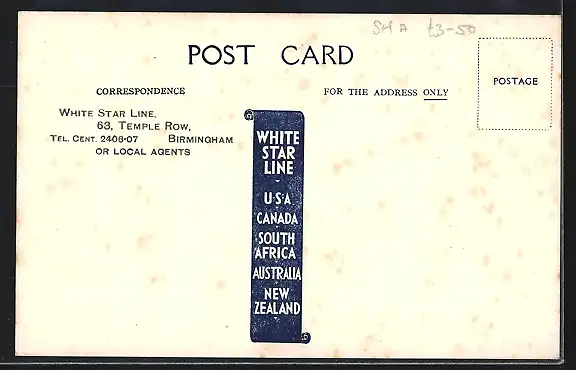 SHA £3-50
POST CARD
POSTAGE
CORRESPONDENCE
FOR THE ADDRESS ONLY
WHITE STAR LINE,
63, TEMPLE ROW,
TEL. CENT. 2406-07 BIRMINGHAM
OR LOCAL AGENTS
WHITE
STAR
LINE
U·S·A
CANADA
SOUTH
AFRICA
AUSTRALIA
NEW
ZEALAND